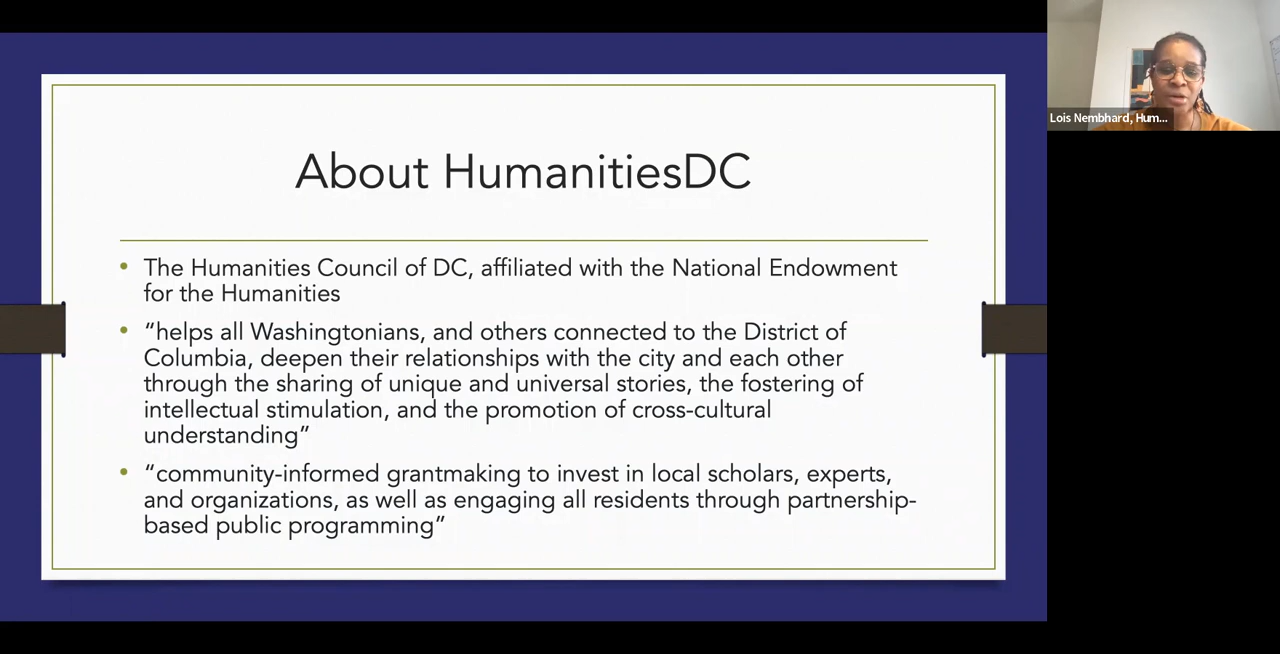 About HumanitiesDC
• The Humanities Council of DC, affiliated with the National Endowment
for the Humanities
• “helps all Washingtonians, and others connected to the District of
Columbia, deepen their relationships with the city and each other
through the sharing of unique and universal stories, the fostering of
intellectual stimulation, and the promotion of cross-cultural
understanding”
• “community-informed grantmaking to invest in local scholars, experts,
and organizations, as well as engaging all residents through partnership-
based public programming”
Lois Nembhard, Hum...